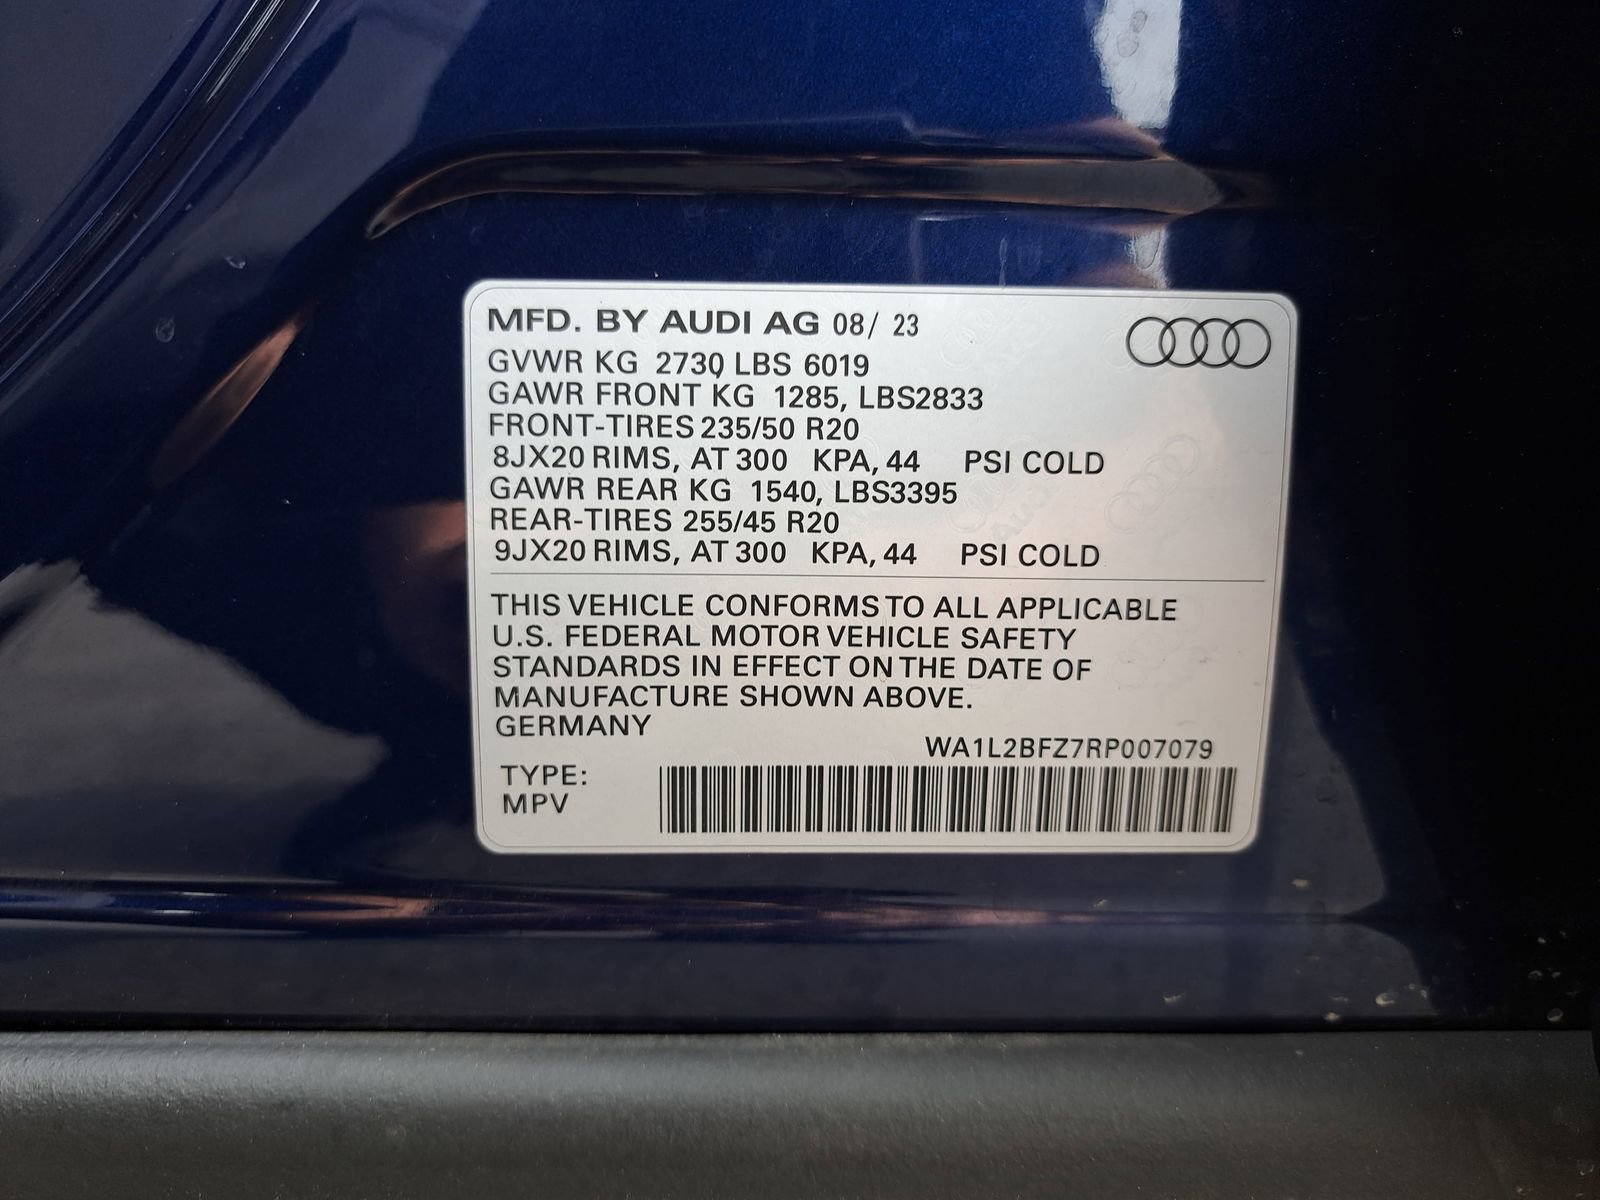 MFD. BY AUDI AG 08/ 23
GVWR KG 2730 LBS 6019
GAWR FRONT KG 1285, LBS2833
FRONT-TIRES 235/50 R20
8JX20 RIMS, AT 300 KPA, 44 PSI COLD
GAWR REAR KG 1540, LBS3395
REAR-TIRES 255/45 R20
9JX20 RIMS, AT 300 KPA, 44 PSI COLD
THIS VEHICLE CONFORMS TO ALL APPLICABLE
U.S. FEDERAL MOTOR VEHICLE SAFETY
STANDARDS IN EFFECT ON THE DATE OF
MANUFACTURE SHOWN ABOVE.
GERMANY
WA1L2BFZ7RP007079
TYPE:
MPV